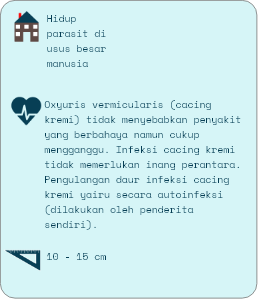 Hidup
parasit di
usus besar
manusia
Oxyuris vermicularis (cacing
kremi) tidak menyebabkan penyakit
yang berbahaya namun cukup
mengganggu. Infeksi cacing kremi
tidak memerlukan inang perantara.
Pengulangan daur infeksi cacing
kremi yairu secara autoinfeksi
(dilakukan oleh penderita
sendiri).
10 - 15 cm